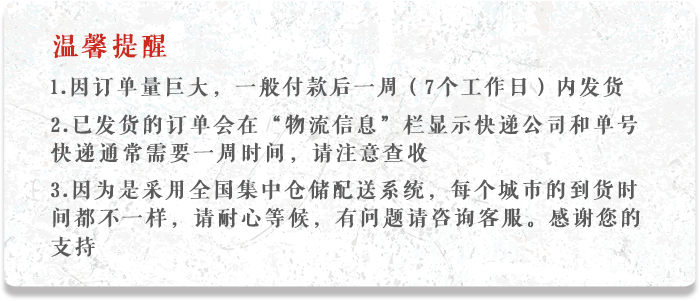 温馨提醒
1.因订单量巨大，一般付款后一周（7个工作日）内发货
2.已发货的订单会在“物流信息”栏显示快递公司和单号
快递通常需要一周时间，请注意查收
3.因为是采用全国集中仓储配送系统，每个城市的到货时
间都不一样，请耐心等候，有问题请咨询客服。感谢您的
支持